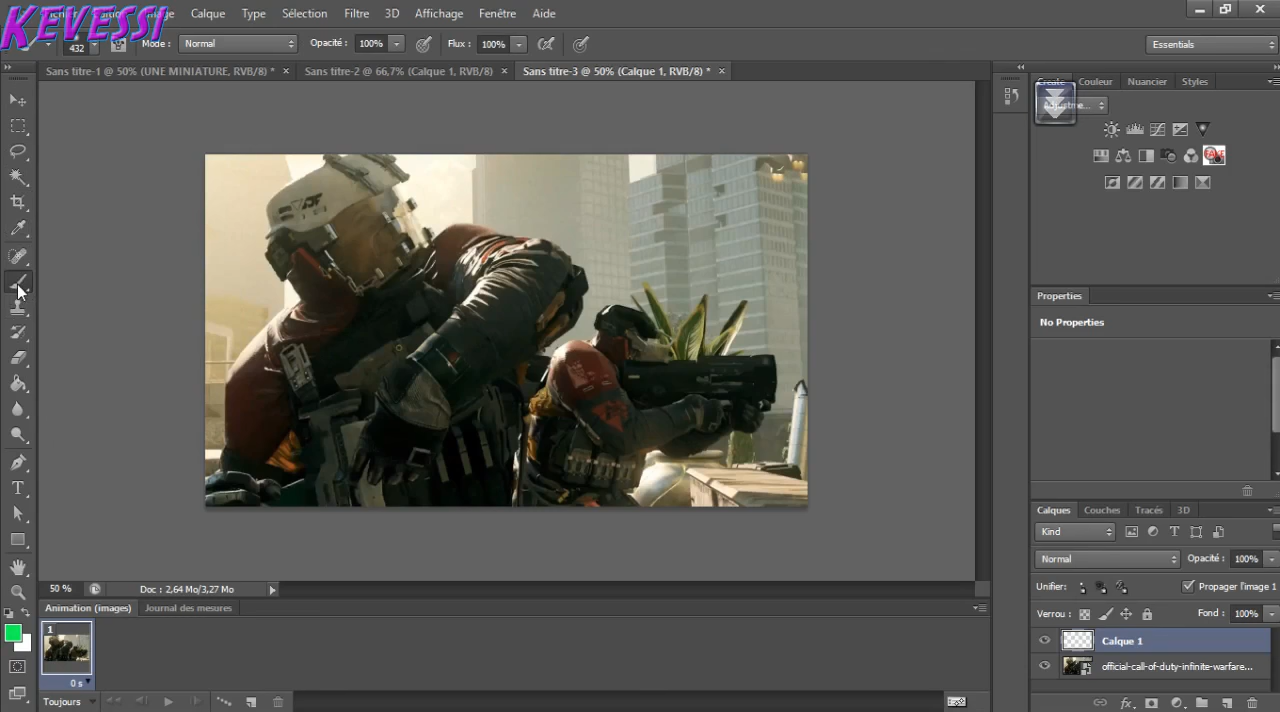 KEVESSI
Image Calque Type Sélection Filtre 3D Affichage Fenêtre Aide
432 Mode : Normal Opacité : 100% Flux : 100% Essentials
Sans titre-1 @ 50% (UNE MINIATURE, RVB/8) * × Sans titre-2 @ 66,7% (Calque 1, RVB/8) × Sans titre-3 @ 50% (Calque 1, RVB/8) * ×
Create Couleur Nuancier Styles
Adjustme...
FAKE
Properties
No Properties
Calques Couches Tracés 3D
Kind
Normal Opacité : 100%
Unifier : Propager l'image 1
Verrou : Fond : 100%
Calque 1
official-call-of-duty-infinite-warfare...
50 % Doc : 2,64 Mo/3,27 Mo
Animation (images) Journal des mesures
1
0 s
Toujours